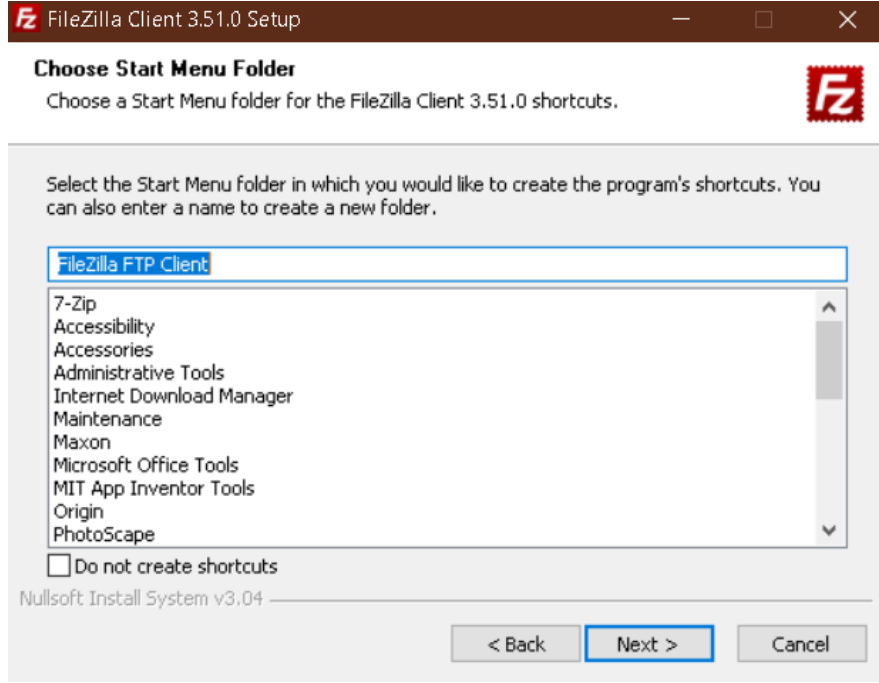 FileZilla Client 3.51.0 Setup
Choose Start Menu Folder
Choose a Start Menu folder for the FileZilla Client 3.51.0 shortcuts.
Select the Start Menu folder in which you would like to create the program's shortcuts. You
can also enter a name to create a new folder.
FileZilla FTP Client
7-Zip
Accessibility
Accessories
Administrative Tools
Internet Download Manager
Maintenance
Maxon
Microsoft Office Tools
MIT App Inventor Tools
Origin
PhotoScape
Do not create shortcuts
Nullsoft Install System v3.04
< Back Next > Cancel